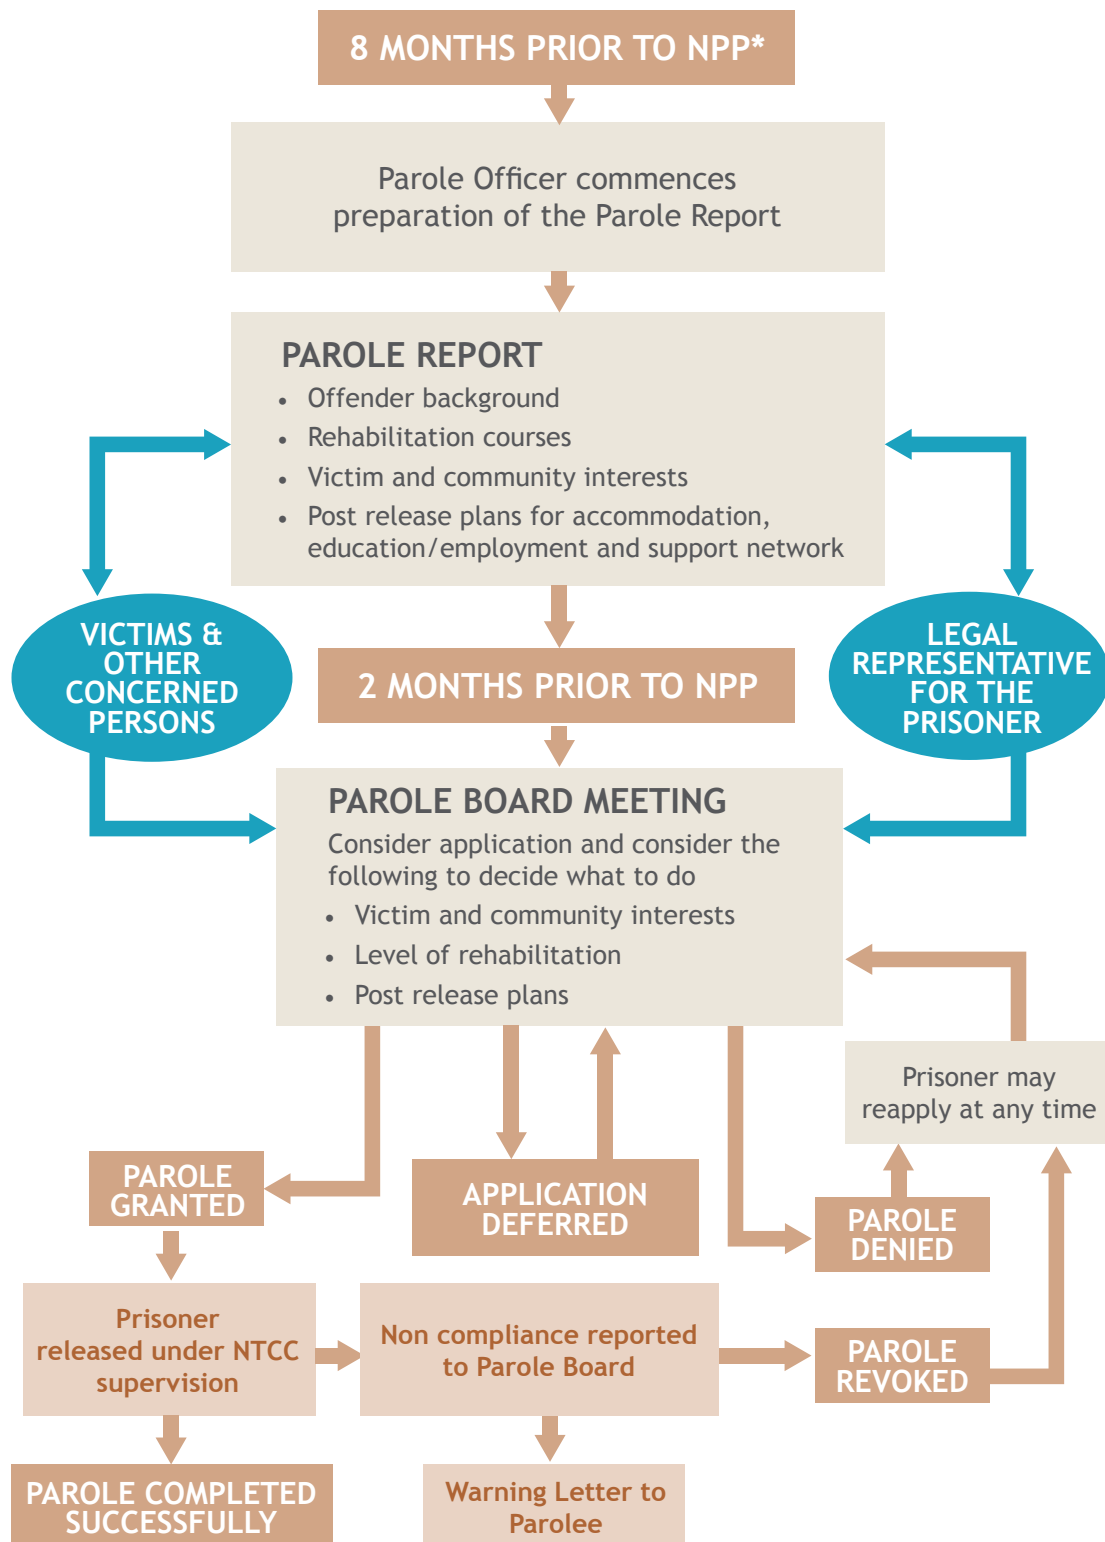 8 MONTHS PRIOR TO NPP*
Parole Officer commences
preparation of the Parole Report
PAROLE REPORT
• Offender background
• Rehabilitation courses
• Victim and community interests
• Post release plans for accommodation,
education/employment and support network
VICTIMS &
OTHER
CONCERNED
PERSONS
LEGAL
REPRESENTATIVE
FOR THE
PRISONER
2 MONTHS PRIOR TO NPP
PAROLE BOARD MEETING
Consider application and consider the
following to decide what to do
• Victim and community interests
• Level of rehabilitation
• Post release plans
Prisoner may
reapply at any time
PAROLE
GRANTED
APPLICATION
DEFERRED
PAROLE
DENIED
Prisoner
released under NTCC
supervision
Non compliance reported
to Parole Board
PAROLE
REVOKED
PAROLE COMPLETED
SUCCESSFULLY
Warning Letter to
Parolee